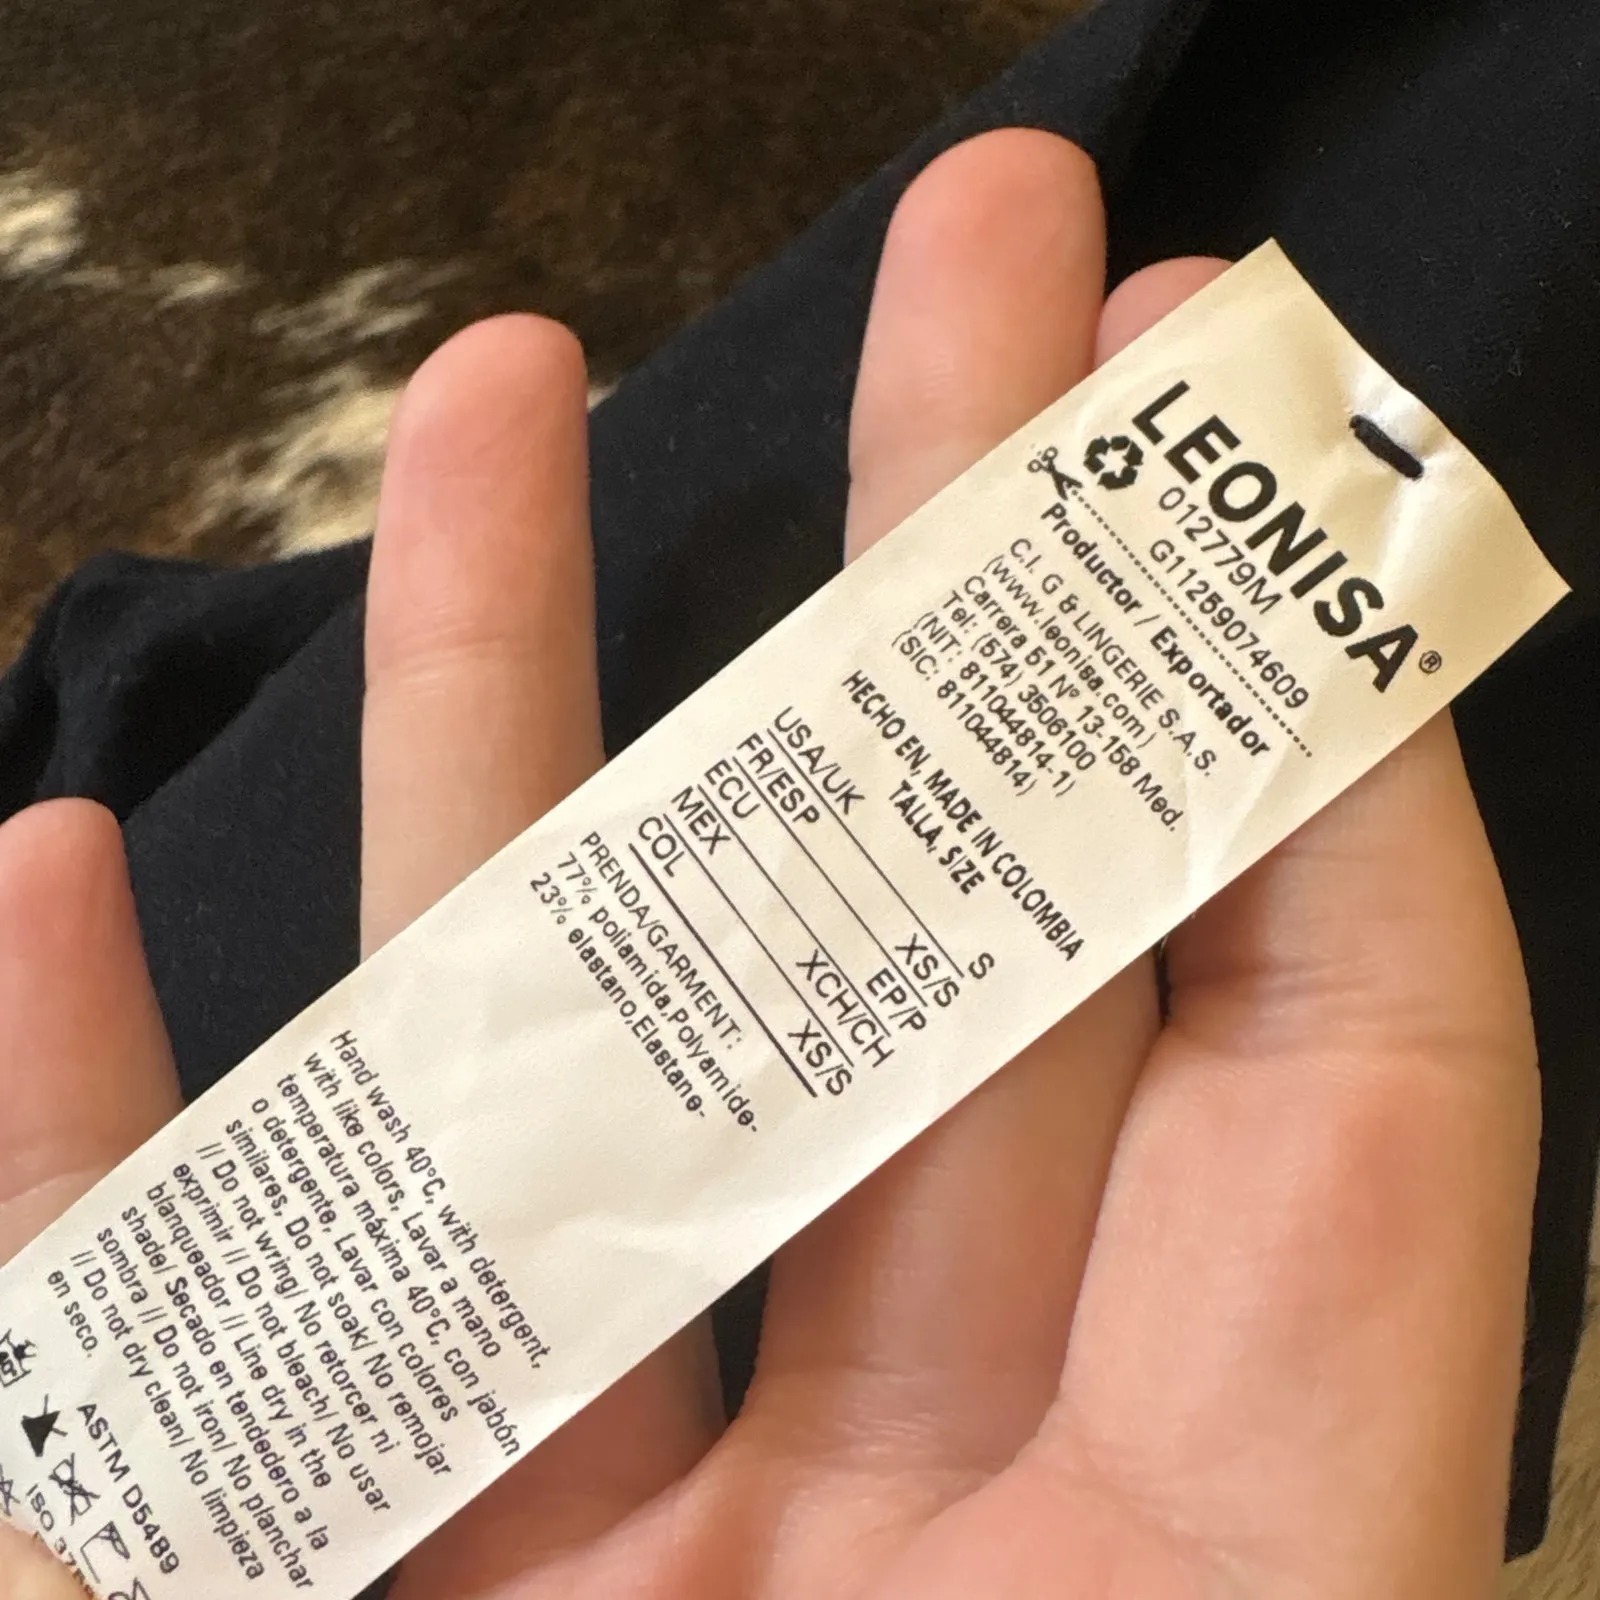 LEONISA®
012779M
G11259074609
Productor / Exportador
C.I. G & LINGERIE S.A.S.
(www.leonisa.com)
Carrera 51 Nº 13-158 Med.
Tel: (574) 3506100
(NIT: 811044814-1)
(SIC: 811044814)
HECHO EN, MADE IN COLOMBIA
TALLA, SIZE
USA/UK S
FR/ESP XS/S
ECU EP/P
MEX XCH/CH
COL XS/S
PRENDA/GARMENT:
77% poliamida,Polyamide-
23% elastano,Elastane-
Hand wash 40°C, with detergent,
with like colors, Lavar a mano
temperatura máxima 40°C, con jabón
o detergente, Lavar con colores
similares, Do not soak/ No remojar
// Do not wring/ No retorcer ni
exprimir // Do not bleach/ No usar
blanqueador // Line dry in the
shade/ Secado en tendedero a la
sombra // Do not iron/ No planchar
// Do not dry clean/ No limpieza
en seco.
ASTM D5489
ISO